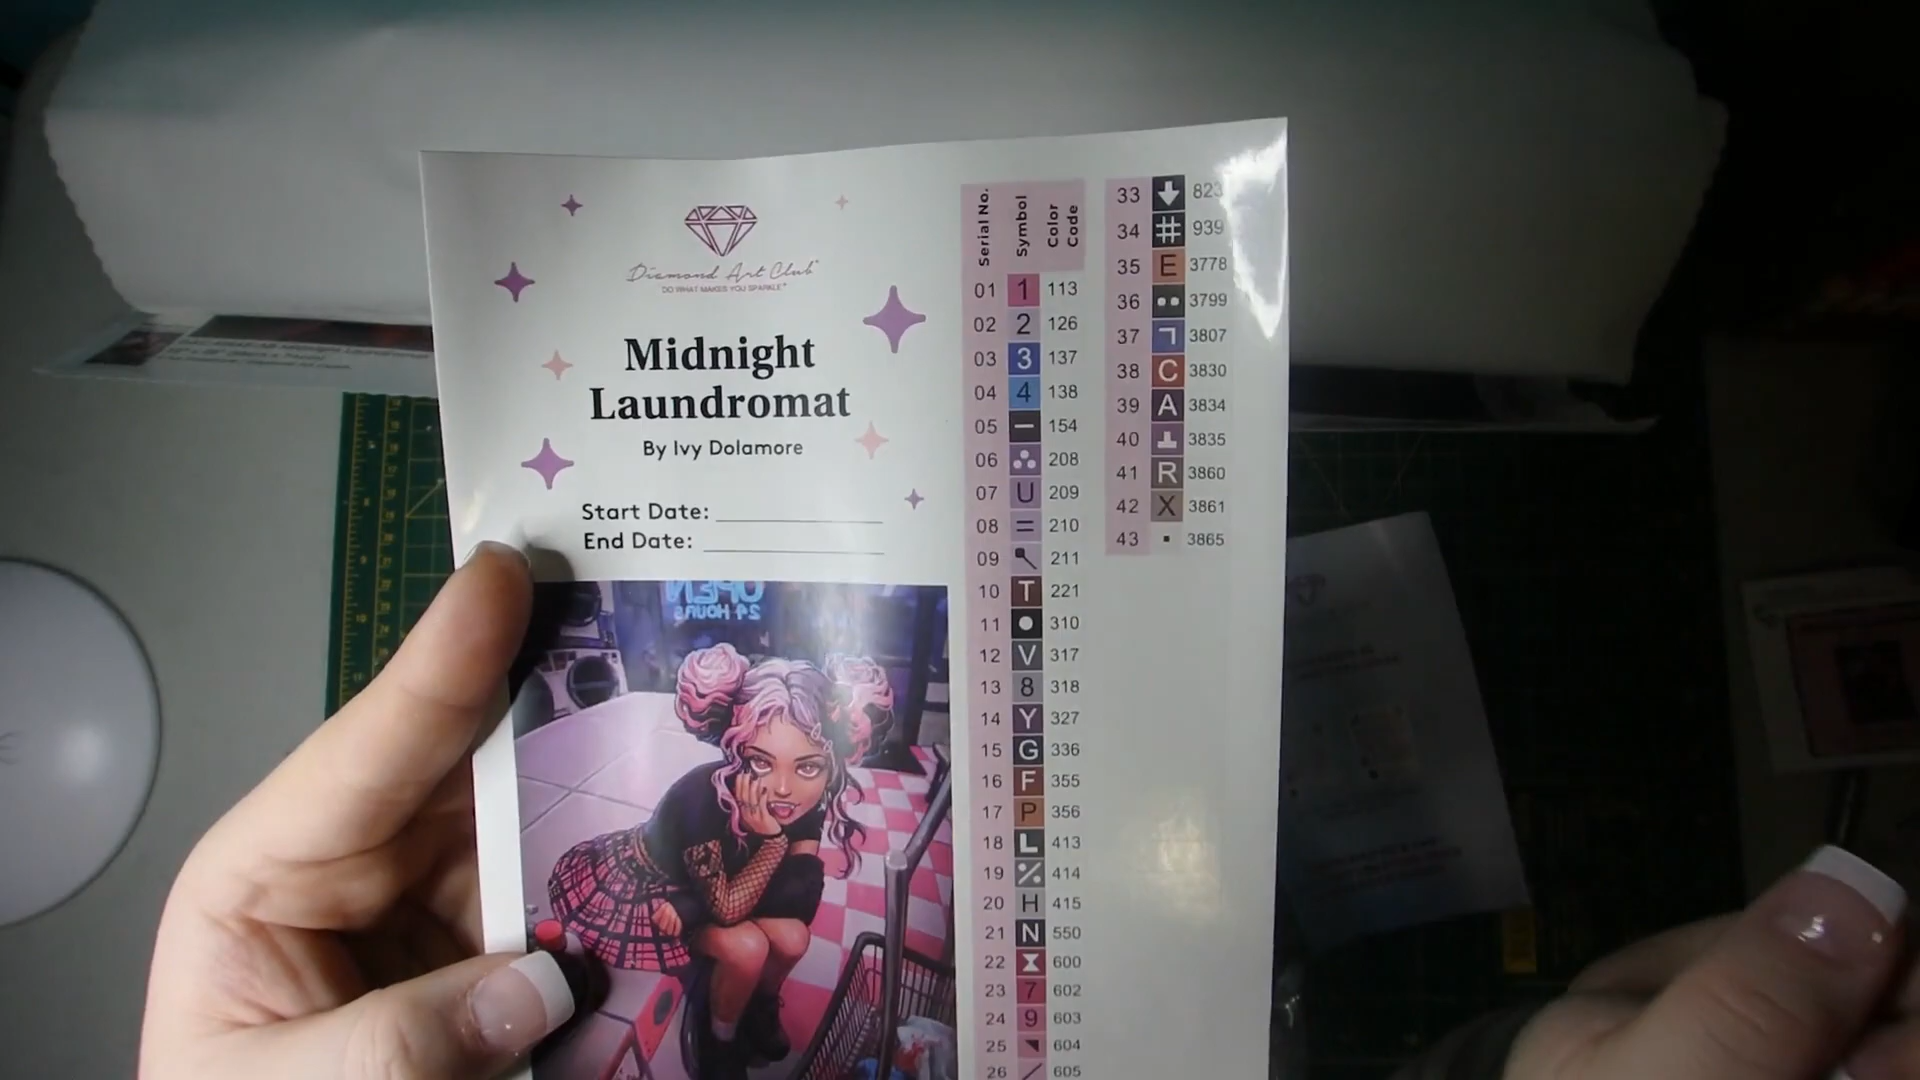 Diamond Art Club
DO WHAT MAKES YOU SPARKLE
Midnight
Laundromat
By Ivy Dolamore
Start Date:
End Date:
OPEN
24 HOURS
Serial No. Symbol Color Code
01 1 113
02 2 126
03 3 137
04 4 138
05 154
06 208
07 U 209
08 = 210
09 211
10 T 221
11 310
12 V 317
13 8 318
14 Y 327
15 G 336
16 F 355
17 P 356
18 L 413
19 414
20 H 415
21 N 550
22 600
23 7 602
24 9 603
25 604
26 / 605
33 823
34 # 939
35 E 3778
36 3799
37 3807
38 C 3830
39 A 3834
40 3835
41 R 3860
42 X 3861
43 3865